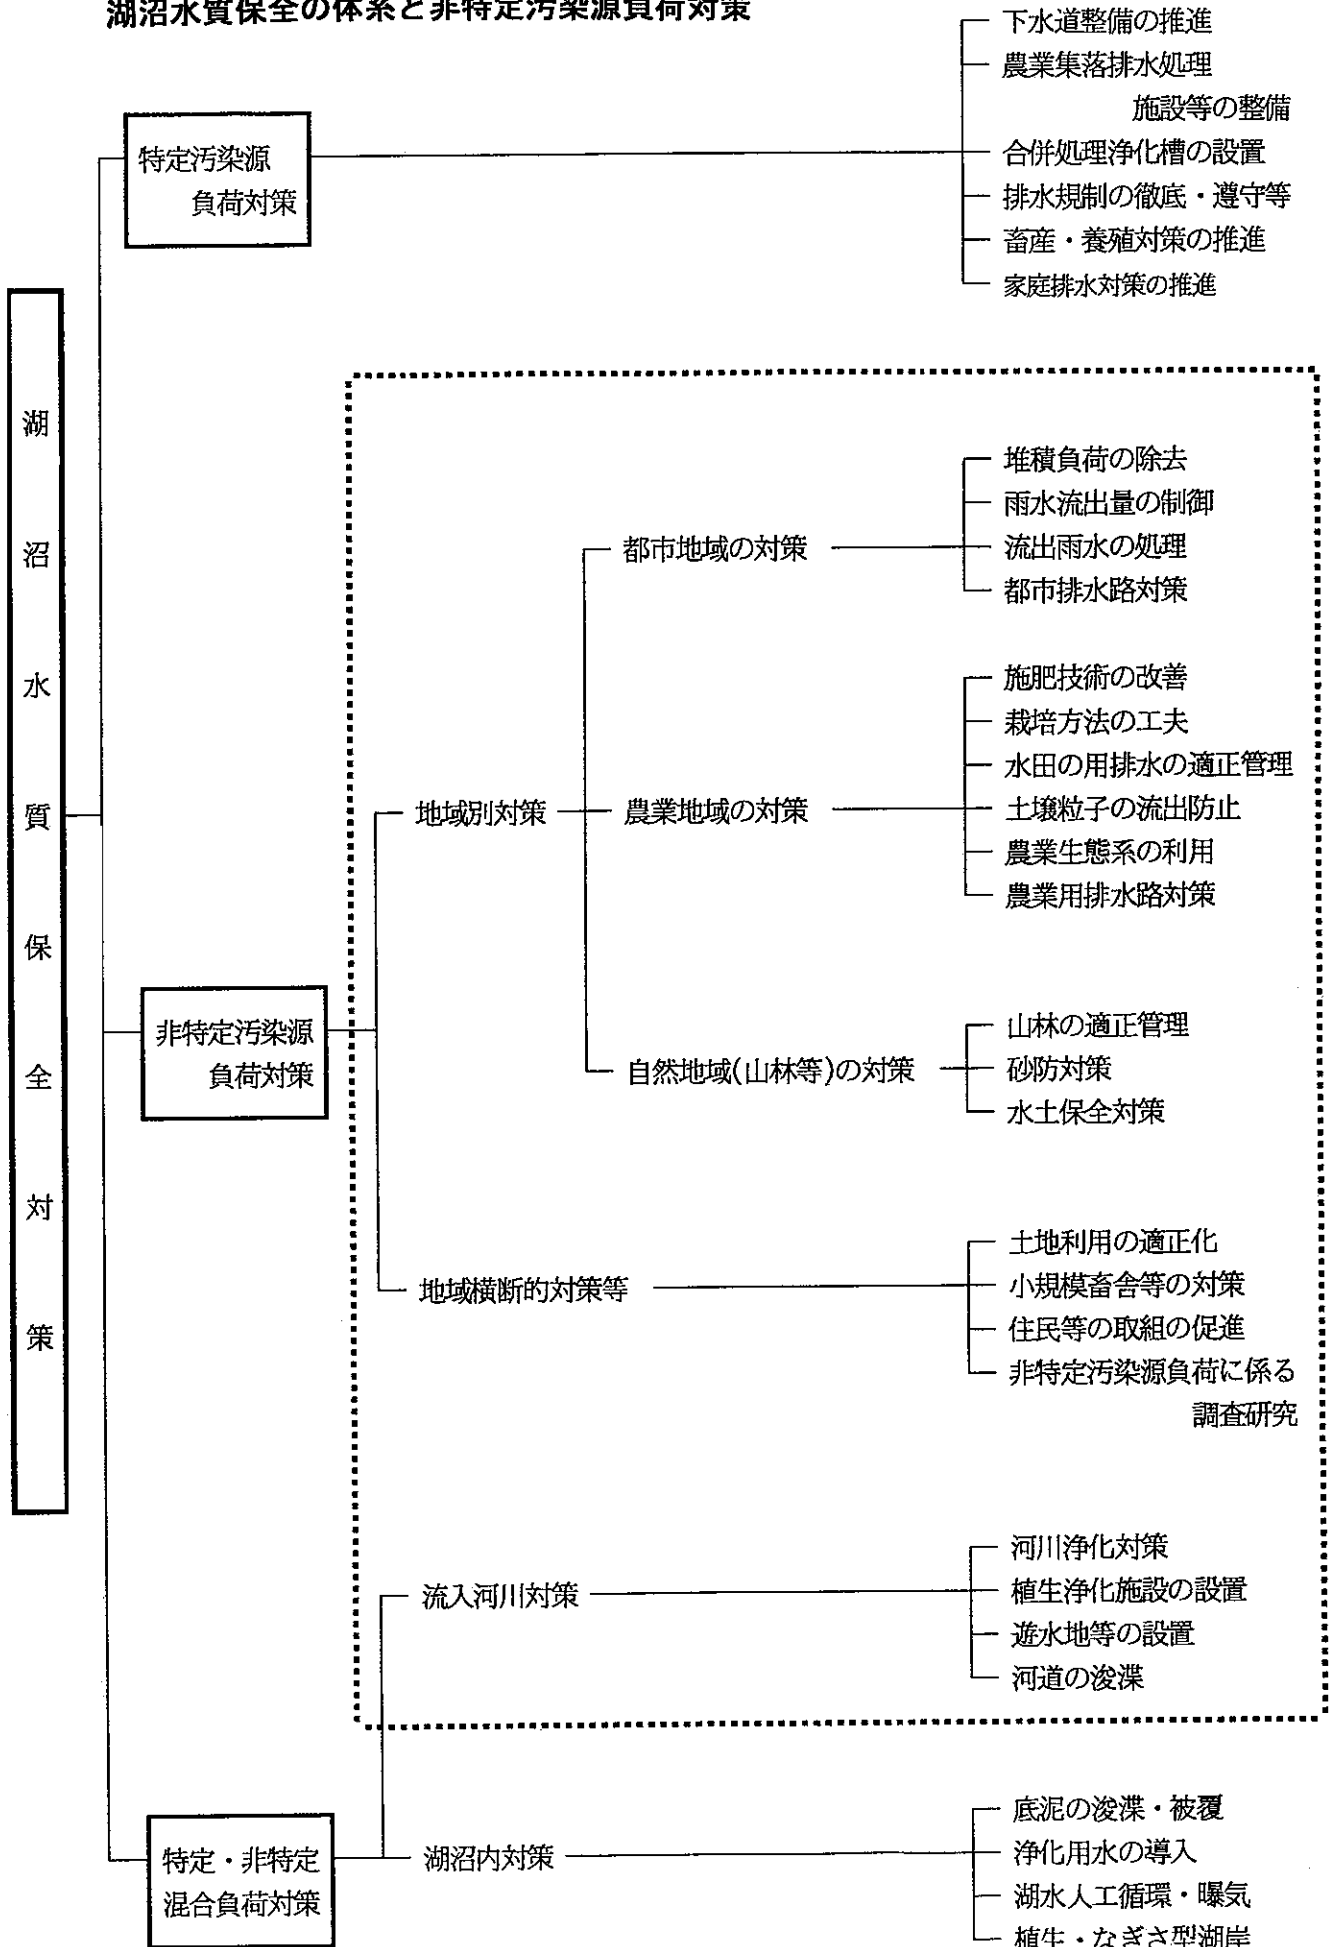 湖沼水質保全の体系と非特定汚染源負荷対策
湖沼水質保全対策
特定汚染源
負荷対策
下水道整備の推進
農業集落排水処理
施設等の整備
合併処理浄化槽の設置
排水規制の徹底・遵守等
畜産・養殖対策の推進
家庭排水対策の推進
非特定汚染源
負荷対策
地域別対策
都市地域の対策
堆積負荷の除去
雨水流出量の制御
流出雨水の処理
都市排水路対策
農業地域の対策
施肥技術の改善
栽培方法の工夫
水田の用排水の適正管理
土壌粒子の流出防止
農業生態系の利用
農業用排水路対策
自然地域(山林等)の対策
山林の適正管理
砂防対策
水土保全対策
地域横断的対策等
土地利用の適正化
小規模畜舎等の対策
住民等の取組の促進
非特定汚染源負荷に係る
調査研究
特定・非特定
混合負荷対策
流入河川対策
河川浄化対策
植生浄化施設の設置
遊水地等の設置
河道の浚渫
湖沼内対策
底泥の浚渫・被覆
浄化用水の導入
湖水人工循環・曝気
植生・なぎさ型湖岸